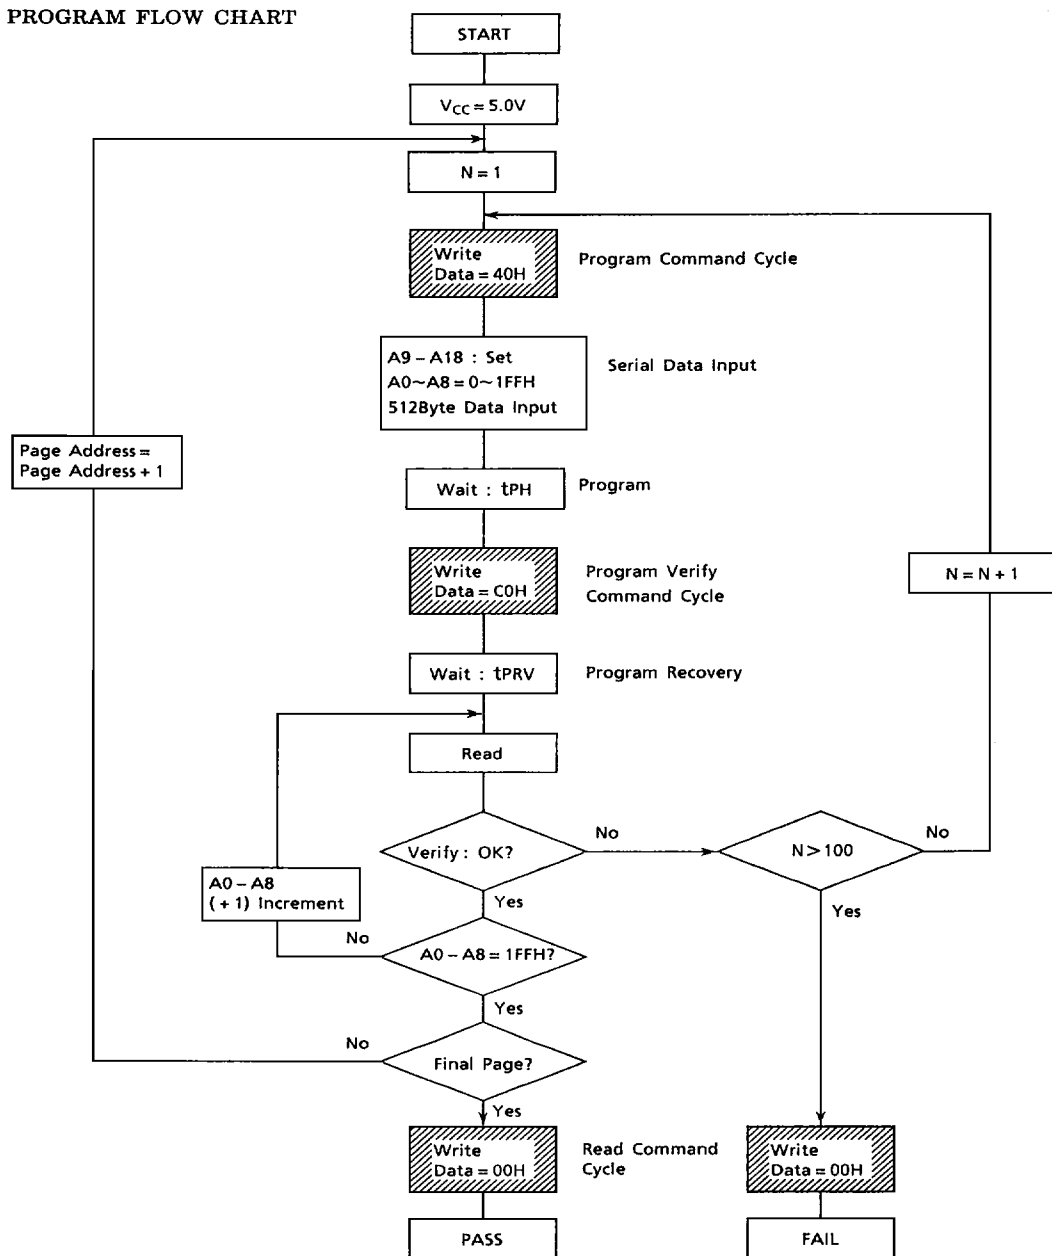 PROGRAM FLOW CHART
START
VCC = 5.0V
N = 1
Write
Data = 40H
Program Command Cycle
A9 – A18 : Set
A0~A8 = 0~1FFH
512Byte Data Input
Serial Data Input
Page Address =
Page Address + 1
Wait : tPH
Program
Write
Data = C0H
Program Verify
Command Cycle
N = N + 1
Wait : tPRV
Program Recovery
Read
Verify : OK?
No
N > 100
No
A0 – A8
( + 1) Increment
Yes
Yes
No
A0 – A8 = 1FFH?
Yes
No
Final Page?
Yes
Write
Data = 00H
Read Command
Cycle
Write
Data = 00H
PASS
FAIL